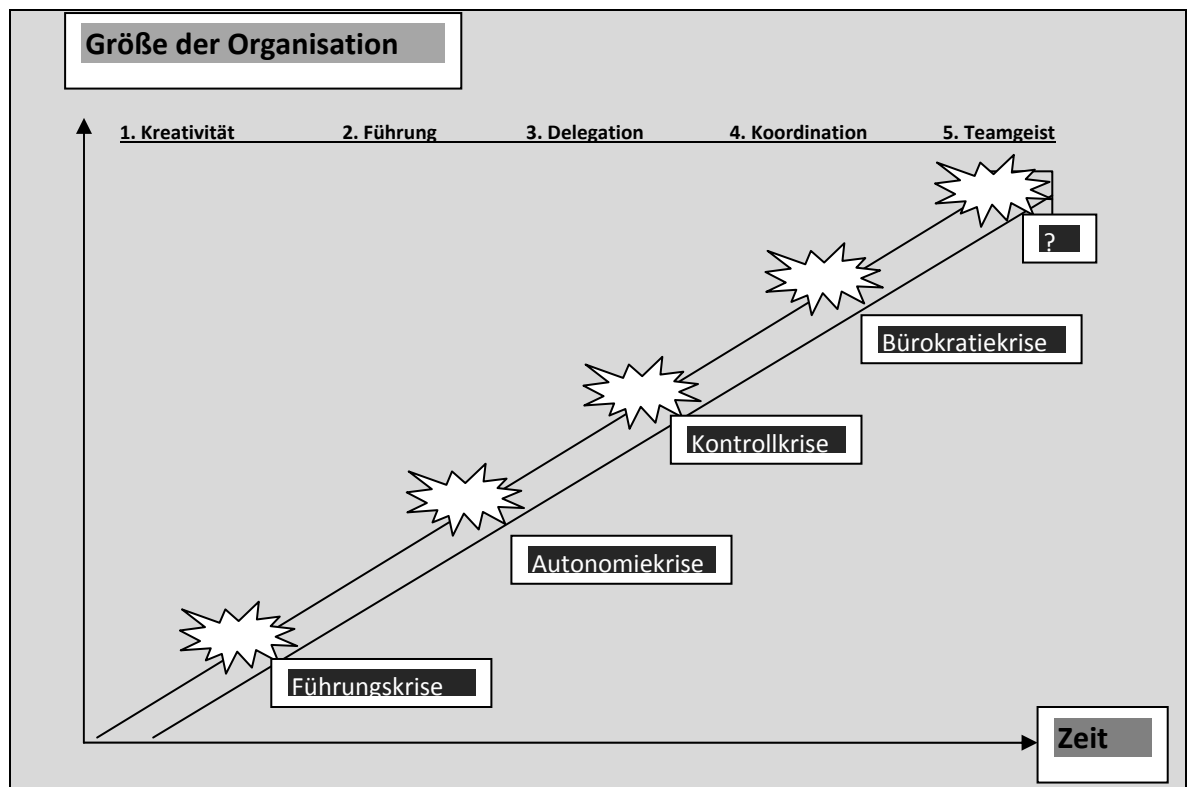 Größe der Organisation
1. Kreativität 2. Führung 3. Delegation 4. Koordination 5. Teamgeist
?
Bürokratiekrise
Kontrollkrise
Autonomiekrise
Führungskrise
Zeit